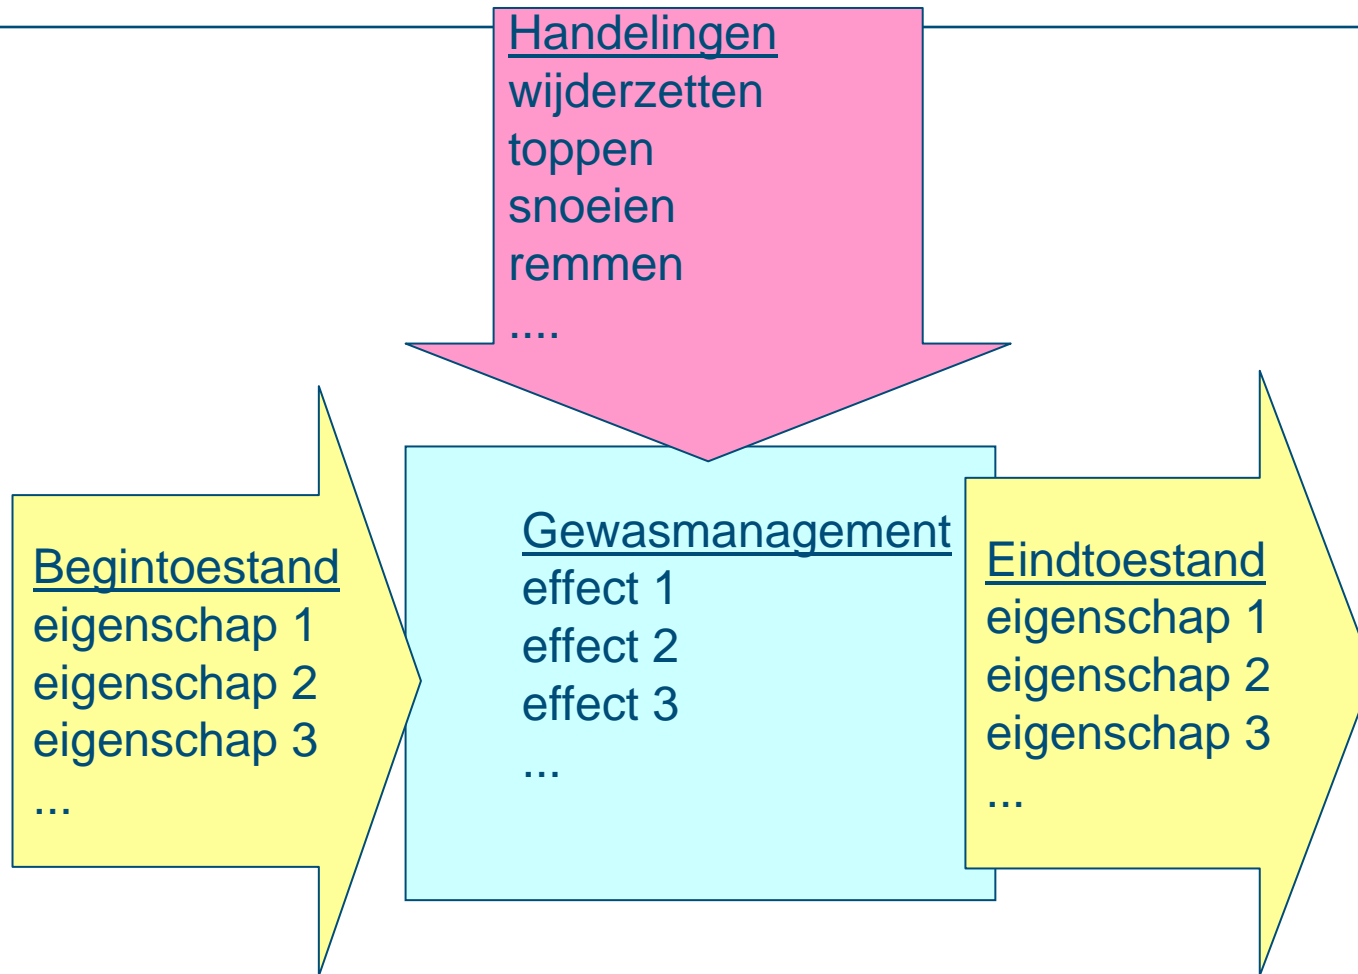 Handelingen
wijderzetten
toppen
snoeien
remmen
....
Begintoestand
eigenschap 1
eigenschap 2
eigenschap 3
...
Gewasmanagement
effect 1
effect 2
effect 3
...
Eindtoestand
eigenschap 1
eigenschap 2
eigenschap 3
...